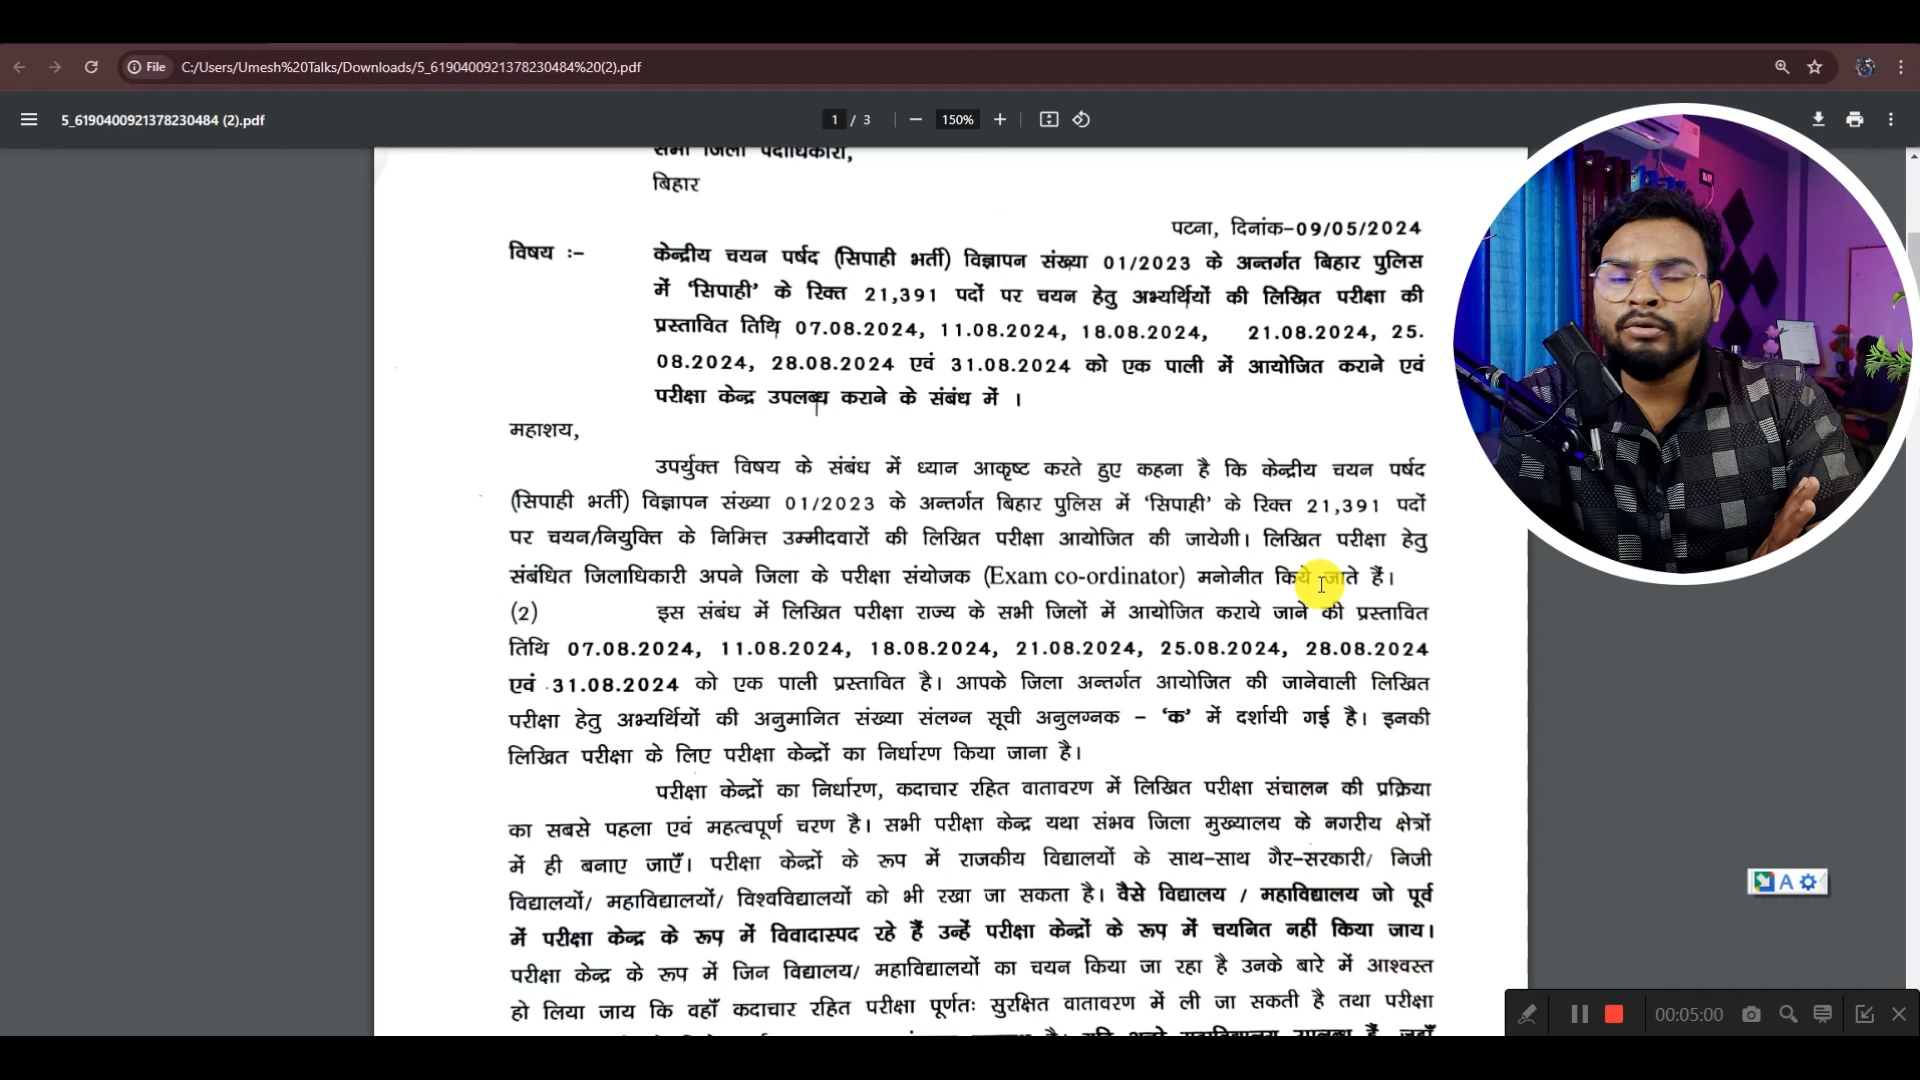 File
C:/Users/Umesh%20Talks/Downloads/5_6190400921378230484%20(2).pdf
5_6190400921378230484 (2).pdf
1 / 3
150%
सभी जिला पदाधिकारी,
बिहार
पटना, दिनांक-09/05/2024
विषय :- केन्द्रीय चयन पर्षद (सिपाही भर्ती) विज्ञापन संख्या 01/2023 के अन्तर्गत बिहार पुलिस
में 'सिपाही' के रिक्त 21,391 पदों पर चयन हेतु अभ्यर्थियों की लिखित परीक्षा की
प्रस्तावित तिथि 07.08.2024, 11.08.2024, 18.08.2024, 21.08.2024, 25.
08.2024, 28.08.2024 एवं 31.08.2024 को एक पाली में आयोजित कराने एवं
परीक्षा केन्द्र उपलब्ध कराने के संबंध में ।
महाशय,
उपर्युक्त विषय के संबंध में ध्यान आकृष्ट करते हुए कहना है कि केन्द्रीय चयन पर्षद
(सिपाही भर्ती) विज्ञापन संख्या 01/2023 के अन्तर्गत बिहार पुलिस में 'सिपाही' के रिक्त 21,391 पदों
पर चयन/नियुक्ति के निमित्त उम्मीदवारों की लिखित परीक्षा आयोजित की जायेगी। लिखित परीक्षा हेतु
संबंधित जिलाधिकारी अपने जिला के परीक्षा संयोजक (Exam co-ordinator) मनोनीत किये जाते हैं।
(2) इस संबंध में लिखित परीक्षा राज्य के सभी जिलों में आयोजित कराये जाने की प्रस्तावित
तिथि 07.08.2024, 11.08.2024, 18.08.2024, 21.08.2024, 25.08.2024, 28.08.2024
एवं 31.08.2024 को एक पाली प्रस्तावित है। आपके जिला अन्तर्गत आयोजित की जानेवाली लिखित
परीक्षा हेतु अभ्यर्थियों की अनुमानित संख्या संलग्न सूची अनुलग्नक – 'क' में दर्शायी गई है। इनकी
लिखित परीक्षा के लिए परीक्षा केन्द्रों का निर्धारण किया जाना है।
परीक्षा केन्द्रों का निर्धारण, कदाचार रहित वातावरण में लिखित परीक्षा संचालन की प्रक्रिया
का सबसे पहला एवं महत्वपूर्ण चरण है। सभी परीक्षा केन्द्र यथा संभव जिला मुख्यालय के नगरीय क्षेत्रों
में ही बनाए जाएँ। परीक्षा केन्द्रों के रूप में राजकीय विद्यालयों के साथ-साथ गैर-सरकारी/ निजी
विद्यालयों/ महाविद्यालयों/ विश्वविद्यालयों को भी रखा जा सकता है। वैसे विद्यालय / महाविद्यालय जो पूर्व
में परीक्षा केन्द्र के रूप में विवादास्पद रहे हैं उन्हें परीक्षा केन्द्रों के रूप में चयनित नहीं किया जाय।
परीक्षा केन्द्र के रूप में जिन विद्यालय/ महाविद्यालयों का चयन किया जा रहा है उनके बारे में आश्वस्त
हो लिया जाय कि वहाँ कदाचार रहित परीक्षा पूर्णतः सुरक्षित वातावरण में ली जा सकती है तथा परीक्षा
A
00:05:00